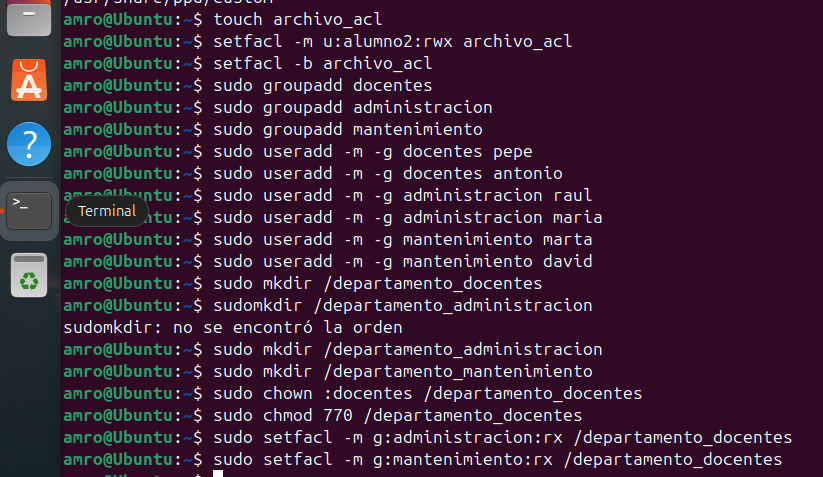 /usr/share/ppd/custom
amro@Ubuntu:~$ touch archivo_acl
amro@Ubuntu:~$ setfacl -m u:alumno2:rwx archivo_acl
amro@Ubuntu:~$ setfacl -b archivo_acl
amro@Ubuntu:~$ sudo groupadd docentes
amro@Ubuntu:~$ sudo groupadd administracion
amro@Ubuntu:~$ sudo groupadd mantenimiento
amro@Ubuntu:~$ sudo useradd -m -g docentes pepe
amro@Ubuntu:~$ sudo useradd -m -g docentes antonio
amro@Ubuntu:~$ sudo useradd -m -g administracion raul
Terminal
amro@Ubuntu:~$ sudo useradd -m -g administracion maria
amro@Ubuntu:~$ sudo useradd -m -g mantenimiento marta
amro@Ubuntu:~$ sudo useradd -m -g mantenimiento david
amro@Ubuntu:~$ sudo mkdir /departamento_docentes
amro@Ubuntu:~$ sudomkdir /departamento_administracion
sudomkdir: no se encontró la orden
amro@Ubuntu:~$ sudo mkdir /departamento_administracion
amro@Ubuntu:~$ sudo mkdir /departamento_mantenimiento
amro@Ubuntu:~$ sudo chown :docentes /departamento_docentes
amro@Ubuntu:~$ sudo chmod 770 /departamento_docentes
amro@Ubuntu:~$ sudo setfacl -m g:administracion:rx /departamento_docentes
amro@Ubuntu:~$ sudo setfacl -m g:mantenimiento:rx /departamento_docentes